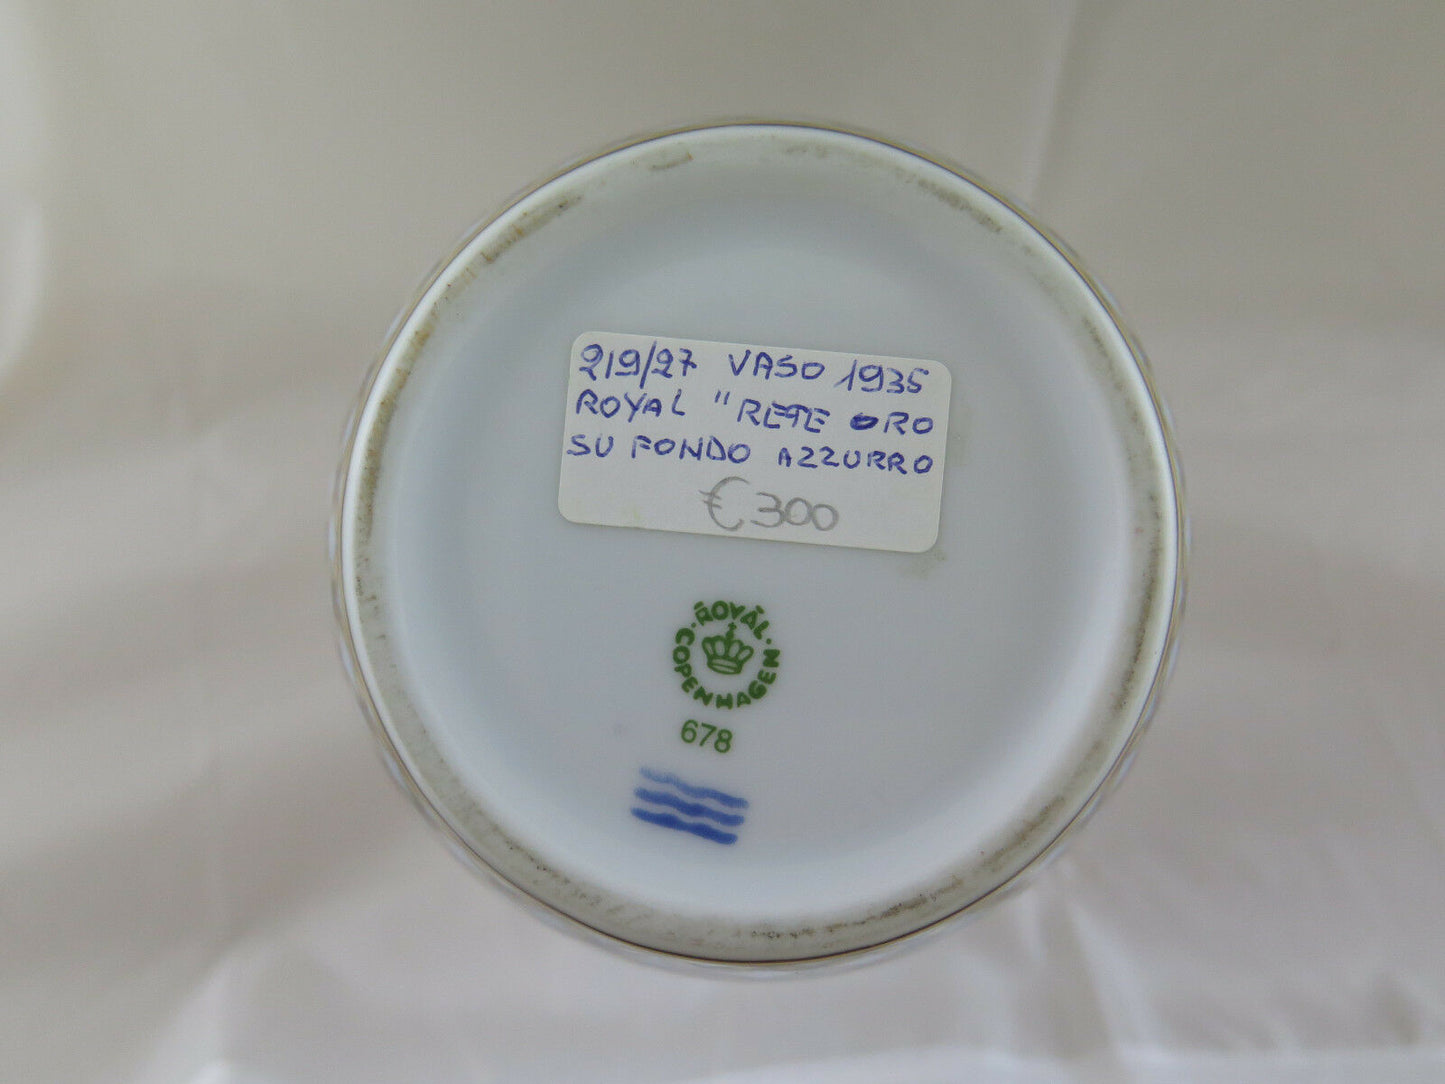 219/27 VASO 1935
ROYAL "RETE ORO
SU FONDO AZZURRO
€300
ROYAL
COPENHAGEN
678